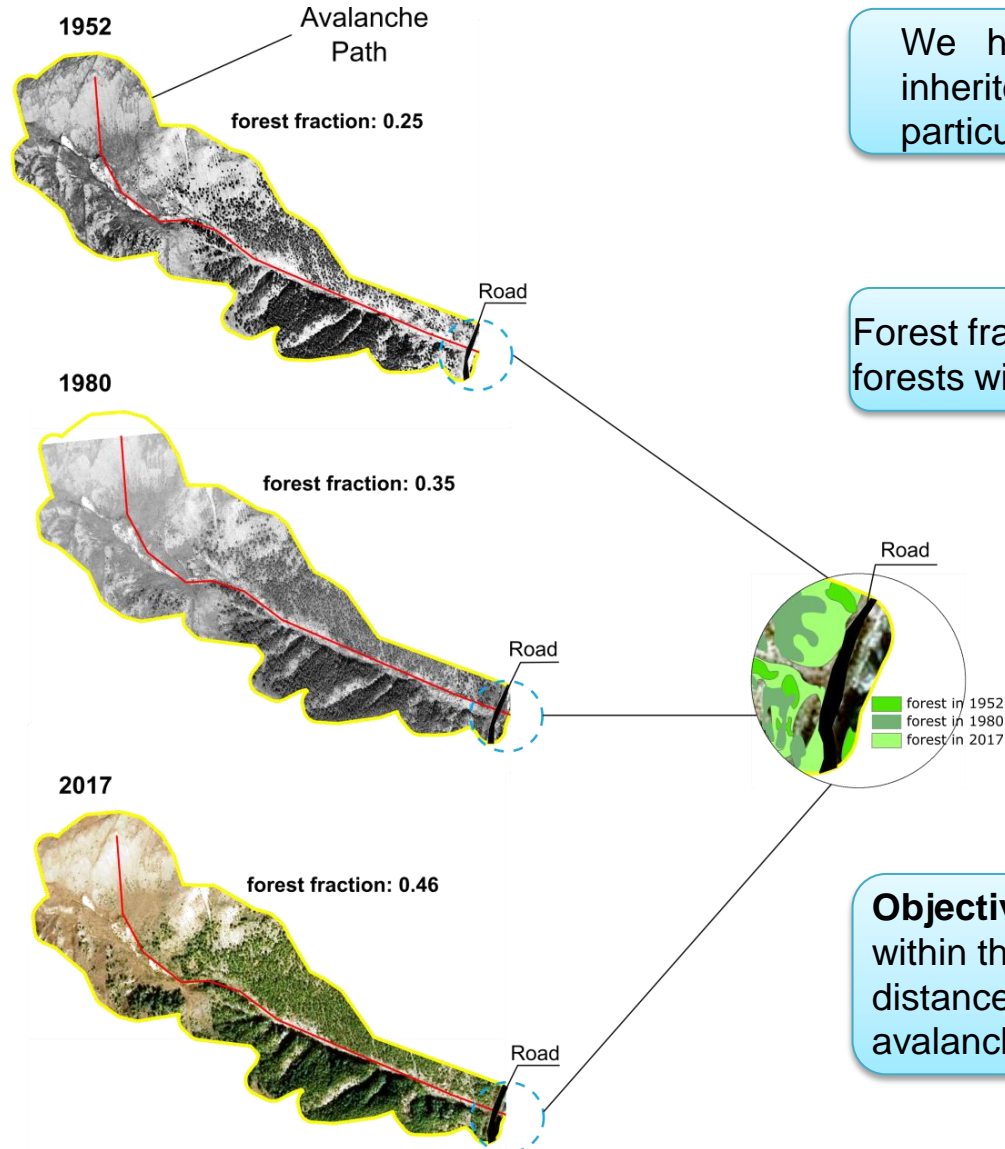 1952
Avalanche
Path
forest fraction: 0.25
Road
1980
forest fraction: 0.35
Road
2017
forest fraction: 0.46
Road
Road
forest in 1952
forest in 1980
forest in 2017
We h
inherite
particu
Forest fra
forests wi
Objectiv
within th
distance
avalanch